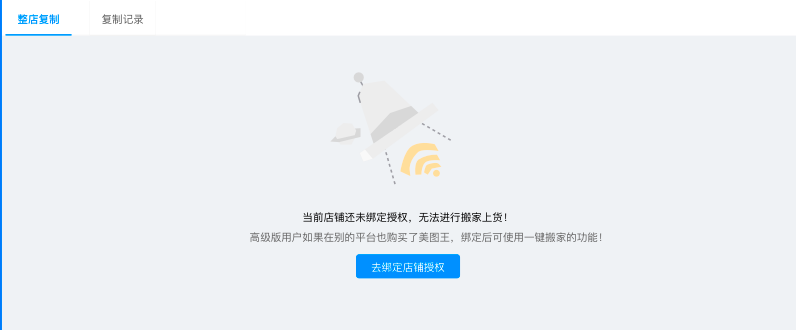 整店复制
复制记录
当前店铺还未绑定授权，无法进行搬家上货！
高级版用户如果在别的平台也购买了美图王，绑定后可使用一键搬家的功能！
去绑定店铺授权